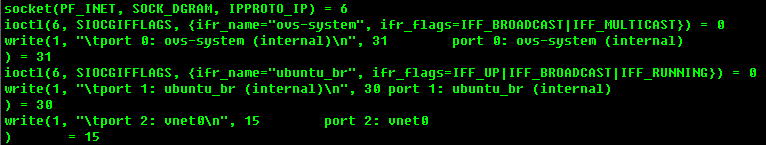 socket(PF_INET, SOCK_DGRAM, IPPROTO_IP) = 6
ioctl(6, SIOCGIFFLAGS, {ifr_name="ovs-system", ifr_flags=IFF_BROADCAST|IFF_MULTICAST}) = 0
write(1, "\tport 0: ovs-system (internal)\n", 31        port 0: ovs-system (internal)
) = 31
ioctl(6, SIOCGIFFLAGS, {ifr_name="ubuntu_br", ifr_flags=IFF_UP|IFF_BROADCAST|IFF_RUNNING}) = 0
write(1, "\tport 1: ubuntu_br (internal)\n", 30 port 1: ubuntu_br (internal)
) = 30
write(1, "\tport 2: vnet0\n", 15        port 2: vnet0
)       = 15